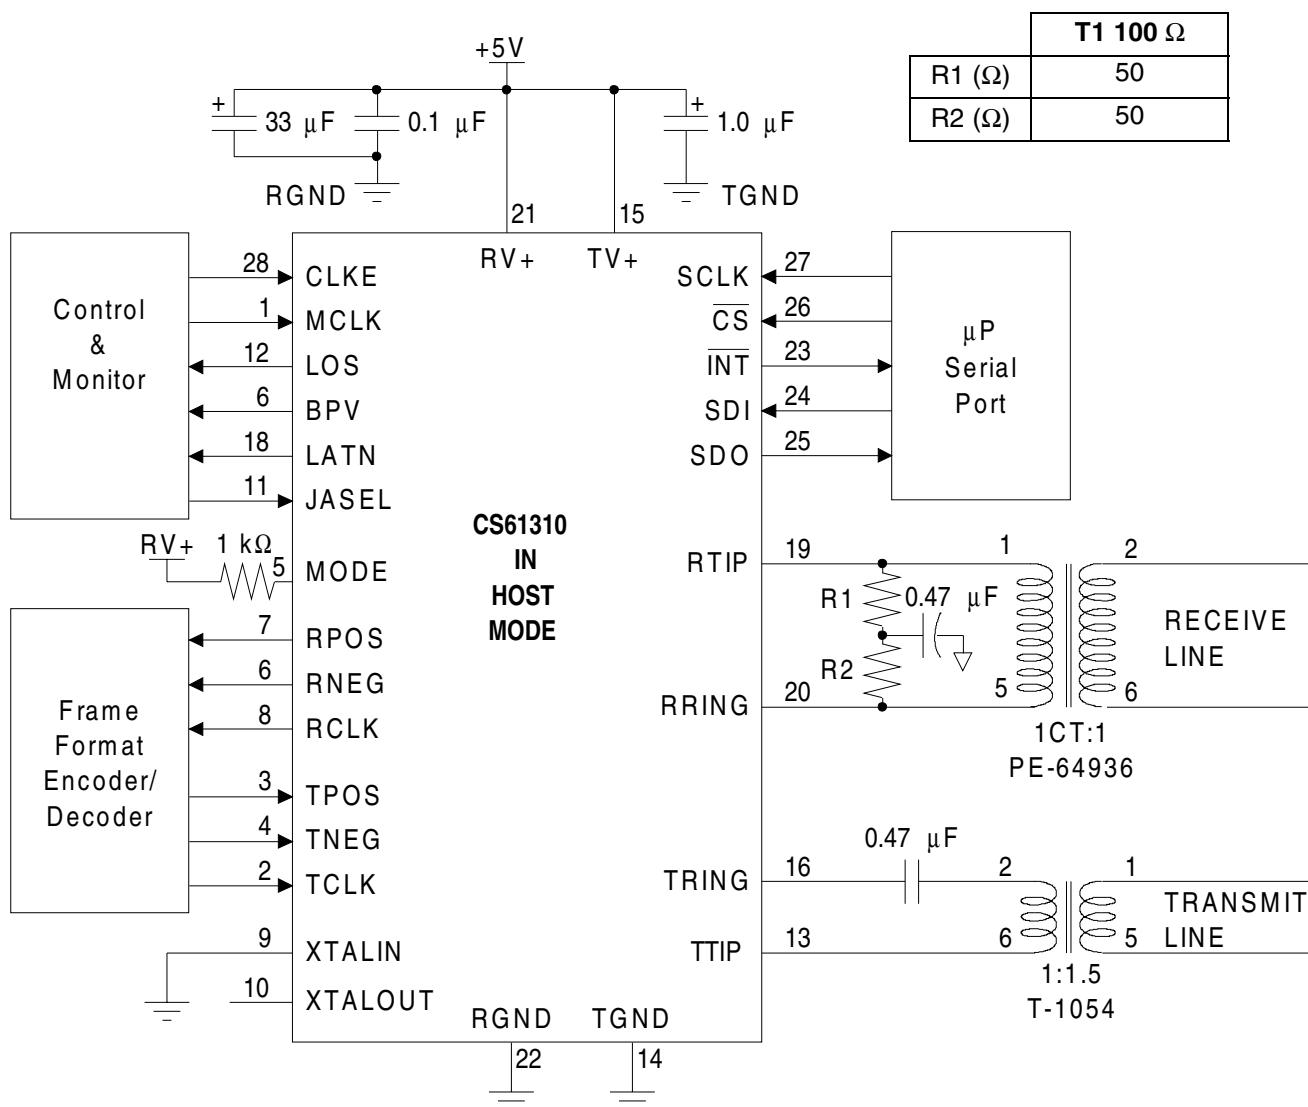 T1 100 Ω
R1 (Ω) 50
R2 (Ω) 50
+5V
+ 33 μF 0.1 μF + 1.0 μF
RGND TGND
21 15
RV+ TV+
Control
&
Monitor
28 CLKE
1 MCLK
12 LOS
6 BPV
18 LATN
11 JASEL
RV+ 1 kΩ 5 MODE
Frame
Format
Encoder/
Decoder
7 RPOS
6 RNEG
8 RCLK
3 TPOS
4 TNEG
2 TCLK
9 XTALIN
10 XTALOUT
CS61310
IN
HOST
MODE
SCLK 27
CS 26
INT 23
SDI 24
SDO 25
μP
Serial
Port
RTIP 19
RRING 20
R1 0.47 μF
R2
1 2
5 6
RECEIVE
LINE
1CT:1
PE-64936
0.47 μF
TRING 16
TTIP 13
2 1
6 5
TRANSMIT
LINE
1:1.5
T-1054
RGND TGND
22 14